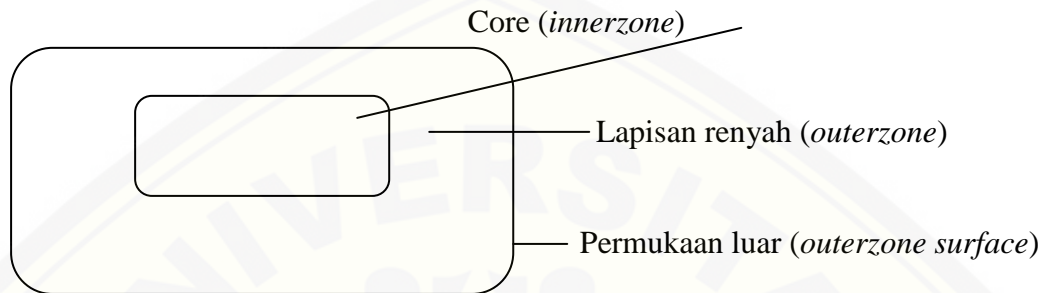 Core (innerzone)
Lapisan renyah (outerzone)
Permukaan luar (outerzone surface)